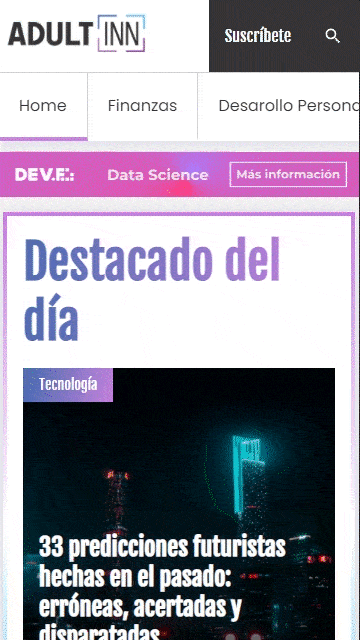 ADULT INN
Suscríbete
Home
Finanzas
Desarollo Persona
DEV.F.:
Data Science
Más información
Destacado del
día
Tecnología
33 predicciones futuristas
hechas en el pasado:
erróneas, acertadas y
disparatadas